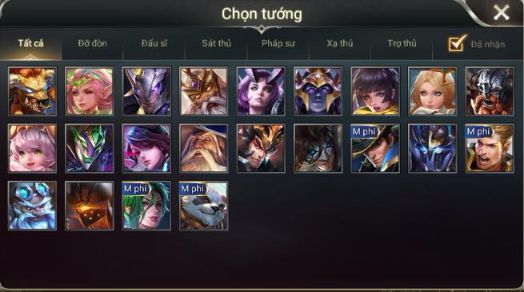 Chọn tướng
Tất cả Đỡ đòn Đấu sĩ Sát thủ Pháp sư Xạ thủ Trợ thủ Đã nhận
M phí M phí
M phí M phí